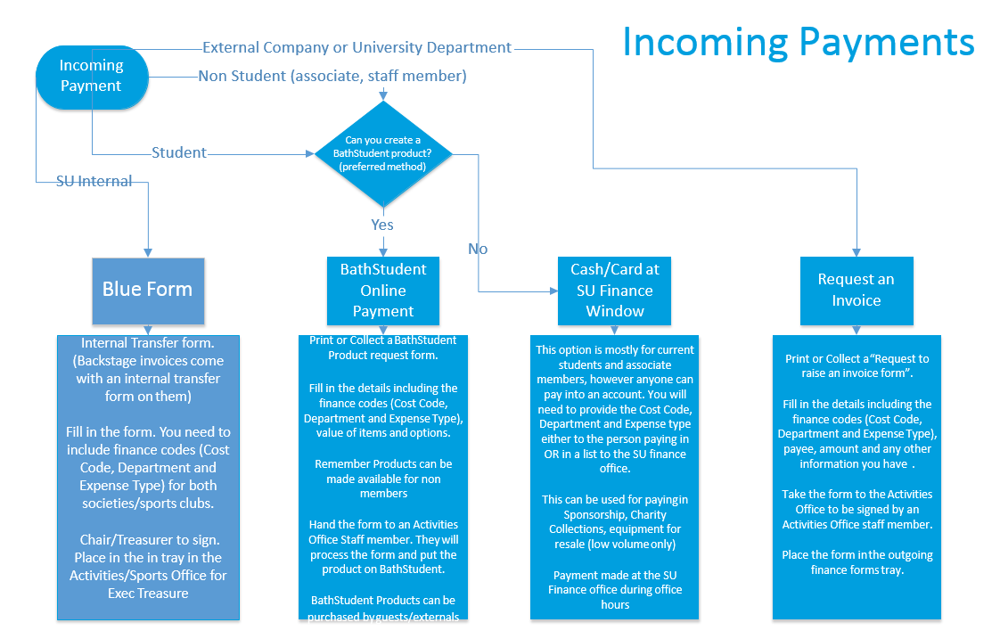 Incoming Payments
External Company or University Department
Incoming
Payment
Non Student (associate, staff member)
Can you create a
BathStudent product?
(preferred method)
Student
SU Internal
Yes
No
Blue Form
BathStudent
Online
Payment
Cash/Card at
SU Finance
Window
Request an
Invoice
Internal Transfer form.
(Backstage invoices come
with an internal transfer
form on them)
Fill in the form. You need to
include finance codes (Cost
Code, Department and
Expense Type) for both
societies/sports clubs.
Chair/Treasurer to sign.
Place in the in tray in the
Activities/Sports Office for
Exec Treasure
Print or Collect a BathStudent
Product request form.
Fill in the details including the
finance codes (Cost Code,
Department and Expense Type),
value of items and options.
Remember Products can be
made available for non
members
Hand the form to an Activities
Office Staff member. They will
process the form and put the
product on BathStudent.
BathStudent Products can be
purchased by guests/externals
This option is mostly for current
students and associate
members, however anyone can
pay into an account. You will
need to provide the Cost Code,
Department and Expense type
either to the person paying in
OR in a list to the SU finance
office.
This can be used for paying in
Sponsorship, Charity
Collections, equipment for
resale (low volume only)
Payment made at the SU
Finance office during office
hours
Print or Collect a “Request to
raise an invoice form”.
Fill in the details including the
finance codes (Cost Code,
Department and Expense Type),
payee, amount and any other
information you have .
Take the form to the Activities
Office to be signed by an
Activities Office staff member.
Place the form in the outgoing
finance forms tray.